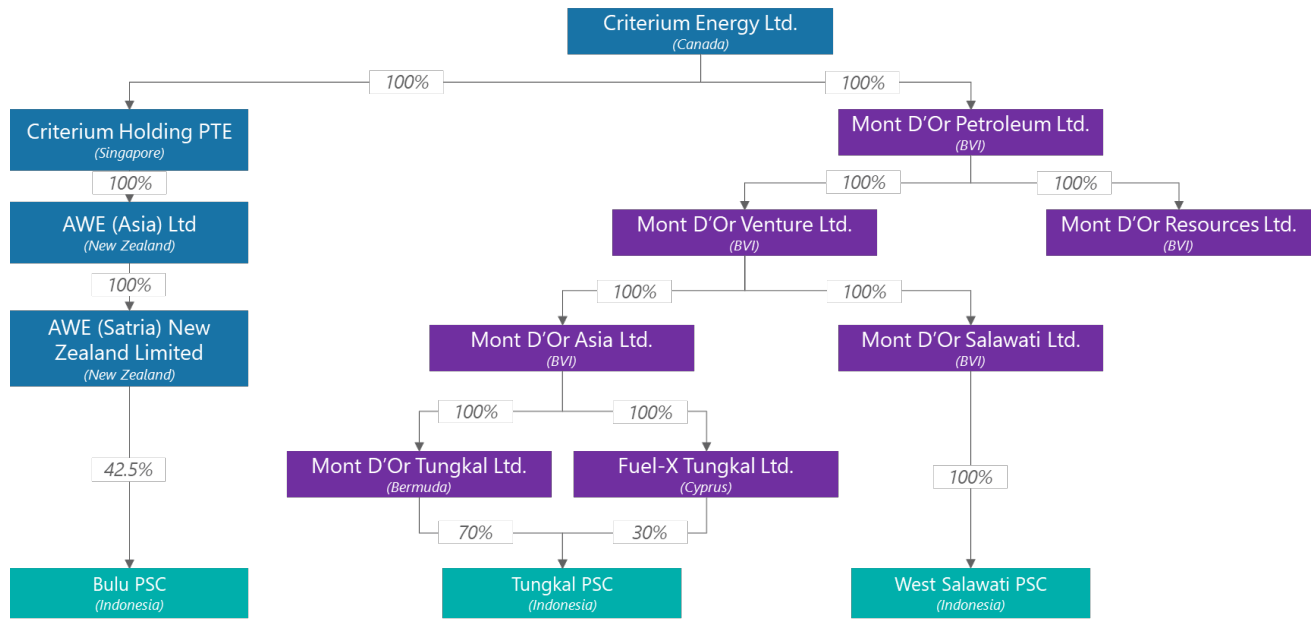 Criterium Energy Ltd.
(Canada)
100%
100%
Criterium Holding PTE
(Singapore)
Mont D’Or Petroleum Ltd.
(BVI)
100%
100%
100%
AWE (Asia) Ltd
(New Zealand)
Mont D’Or Venture Ltd.
(BVI)
Mont D’Or Resources Ltd.
(BVI)
100%
100%
100%
AWE (Satria) New
Zealand Limited
(New Zealand)
Mont D’Or Asia Ltd.
(BVI)
Mont D’Or Salawati Ltd.
(BVI)
100%
100%
Mont D’Or Tungkal Ltd.
(Bermuda)
Fuel-X Tungkal Ltd.
(Cyprus)
42.5%
100%
70%
30%
Bulu PSC
(Indonesia)
Tungkal PSC
(Indonesia)
West Salawati PSC
(Indonesia)